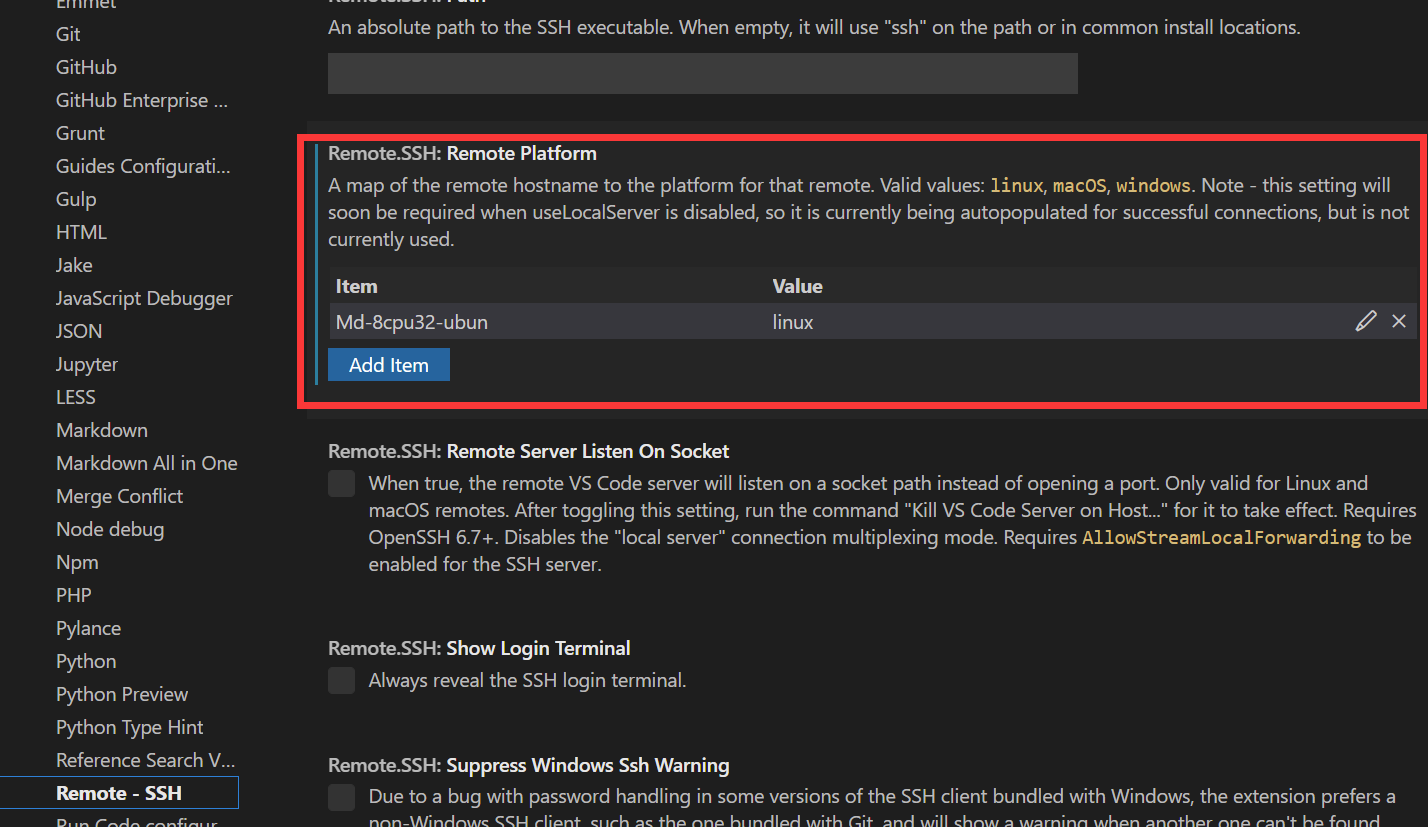 Emmet
Git
GitHub
GitHub Enterprise ...
Grunt
Guides Configurati...
Gulp
HTML
Jake
JavaScript Debugger
JSON
Jupyter
LESS
Markdown
Markdown All in One
Merge Conflict
Node debug
Npm
PHP
Pylance
Python
Python Preview
Python Type Hint
Reference Search V...
Remote - SSH
Run Code configur
Remote.SSH: Path
An absolute path to the SSH executable. When empty, it will use "ssh" on the path or in common install locations.
Remote.SSH: Remote Platform
A map of the remote hostname to the platform for that remote. Valid values: linux, macOS, windows. Note - this setting will
soon be required when useLocalServer is disabled, so it is currently being autopopulated for successful connections, but is not
currently used.
Item Value
Md-8cpu32-ubun linux
Add Item
Remote.SSH: Remote Server Listen On Socket
When true, the remote VS Code server will listen on a socket path instead of opening a port. Only valid for Linux and
macOS remotes. After toggling this setting, run the command "Kill VS Code Server on Host..." for it to take effect. Requires
OpenSSH 6.7+. Disables the "local server" connection multiplexing mode. Requires AllowStreamLocalForwarding to be
enabled for the SSH server.
Remote.SSH: Show Login Terminal
Always reveal the SSH login terminal.
Remote.SSH: Suppress Windows Ssh Warning
Due to a bug with password handling in some versions of the SSH client bundled with Windows, the extension prefers a
non-Windows SSH client, such as the one bundled with Git, and will show a warning when another one can't be found